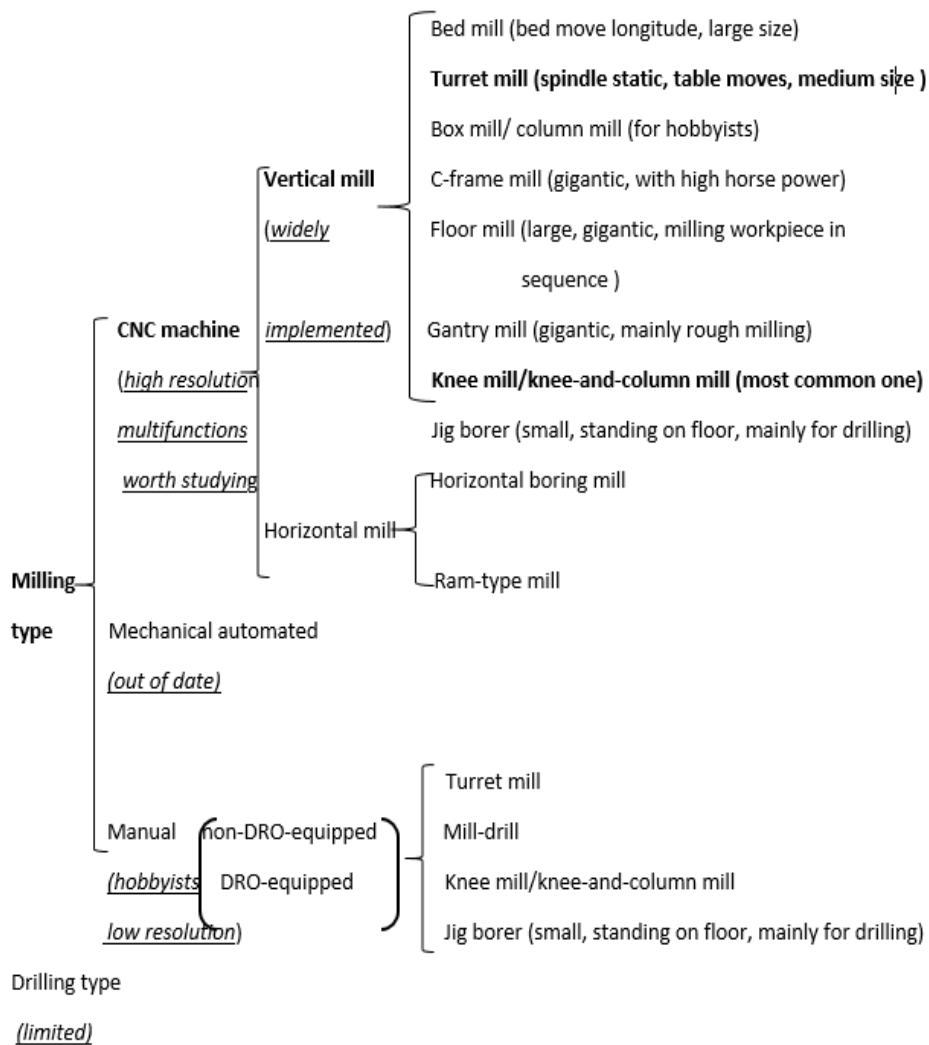 Bed mill (bed move longitude, large size)
Turret mill (spindle static, table moves, medium size )
Box mill/ column mill (for hobbyists)
Vertical mill
C-frame mill (gigantic, with high horse power)
(widely
Floor mill (large, gigantic, milling workpiece in
sequence )
CNC machine
implemented)
Gantry mill (gigantic, mainly rough milling)
(high resolution
Knee mill/knee-and-column mill (most common one)
multifunctions
Jig borer (small, standing on floor, mainly for drilling)
worth studying
Horizontal boring mill
Horizontal mill
Milling
Ram-type mill
type
Mechanical automated
(out of date)
Turret mill
Manual
non-DRO-equipped
Mill-drill
(hobbyists
DRO-equipped
Knee mill/knee-and-column mill
low resolution)
Jig borer (small, standing on floor, mainly for drilling)
Drilling type
(limited)